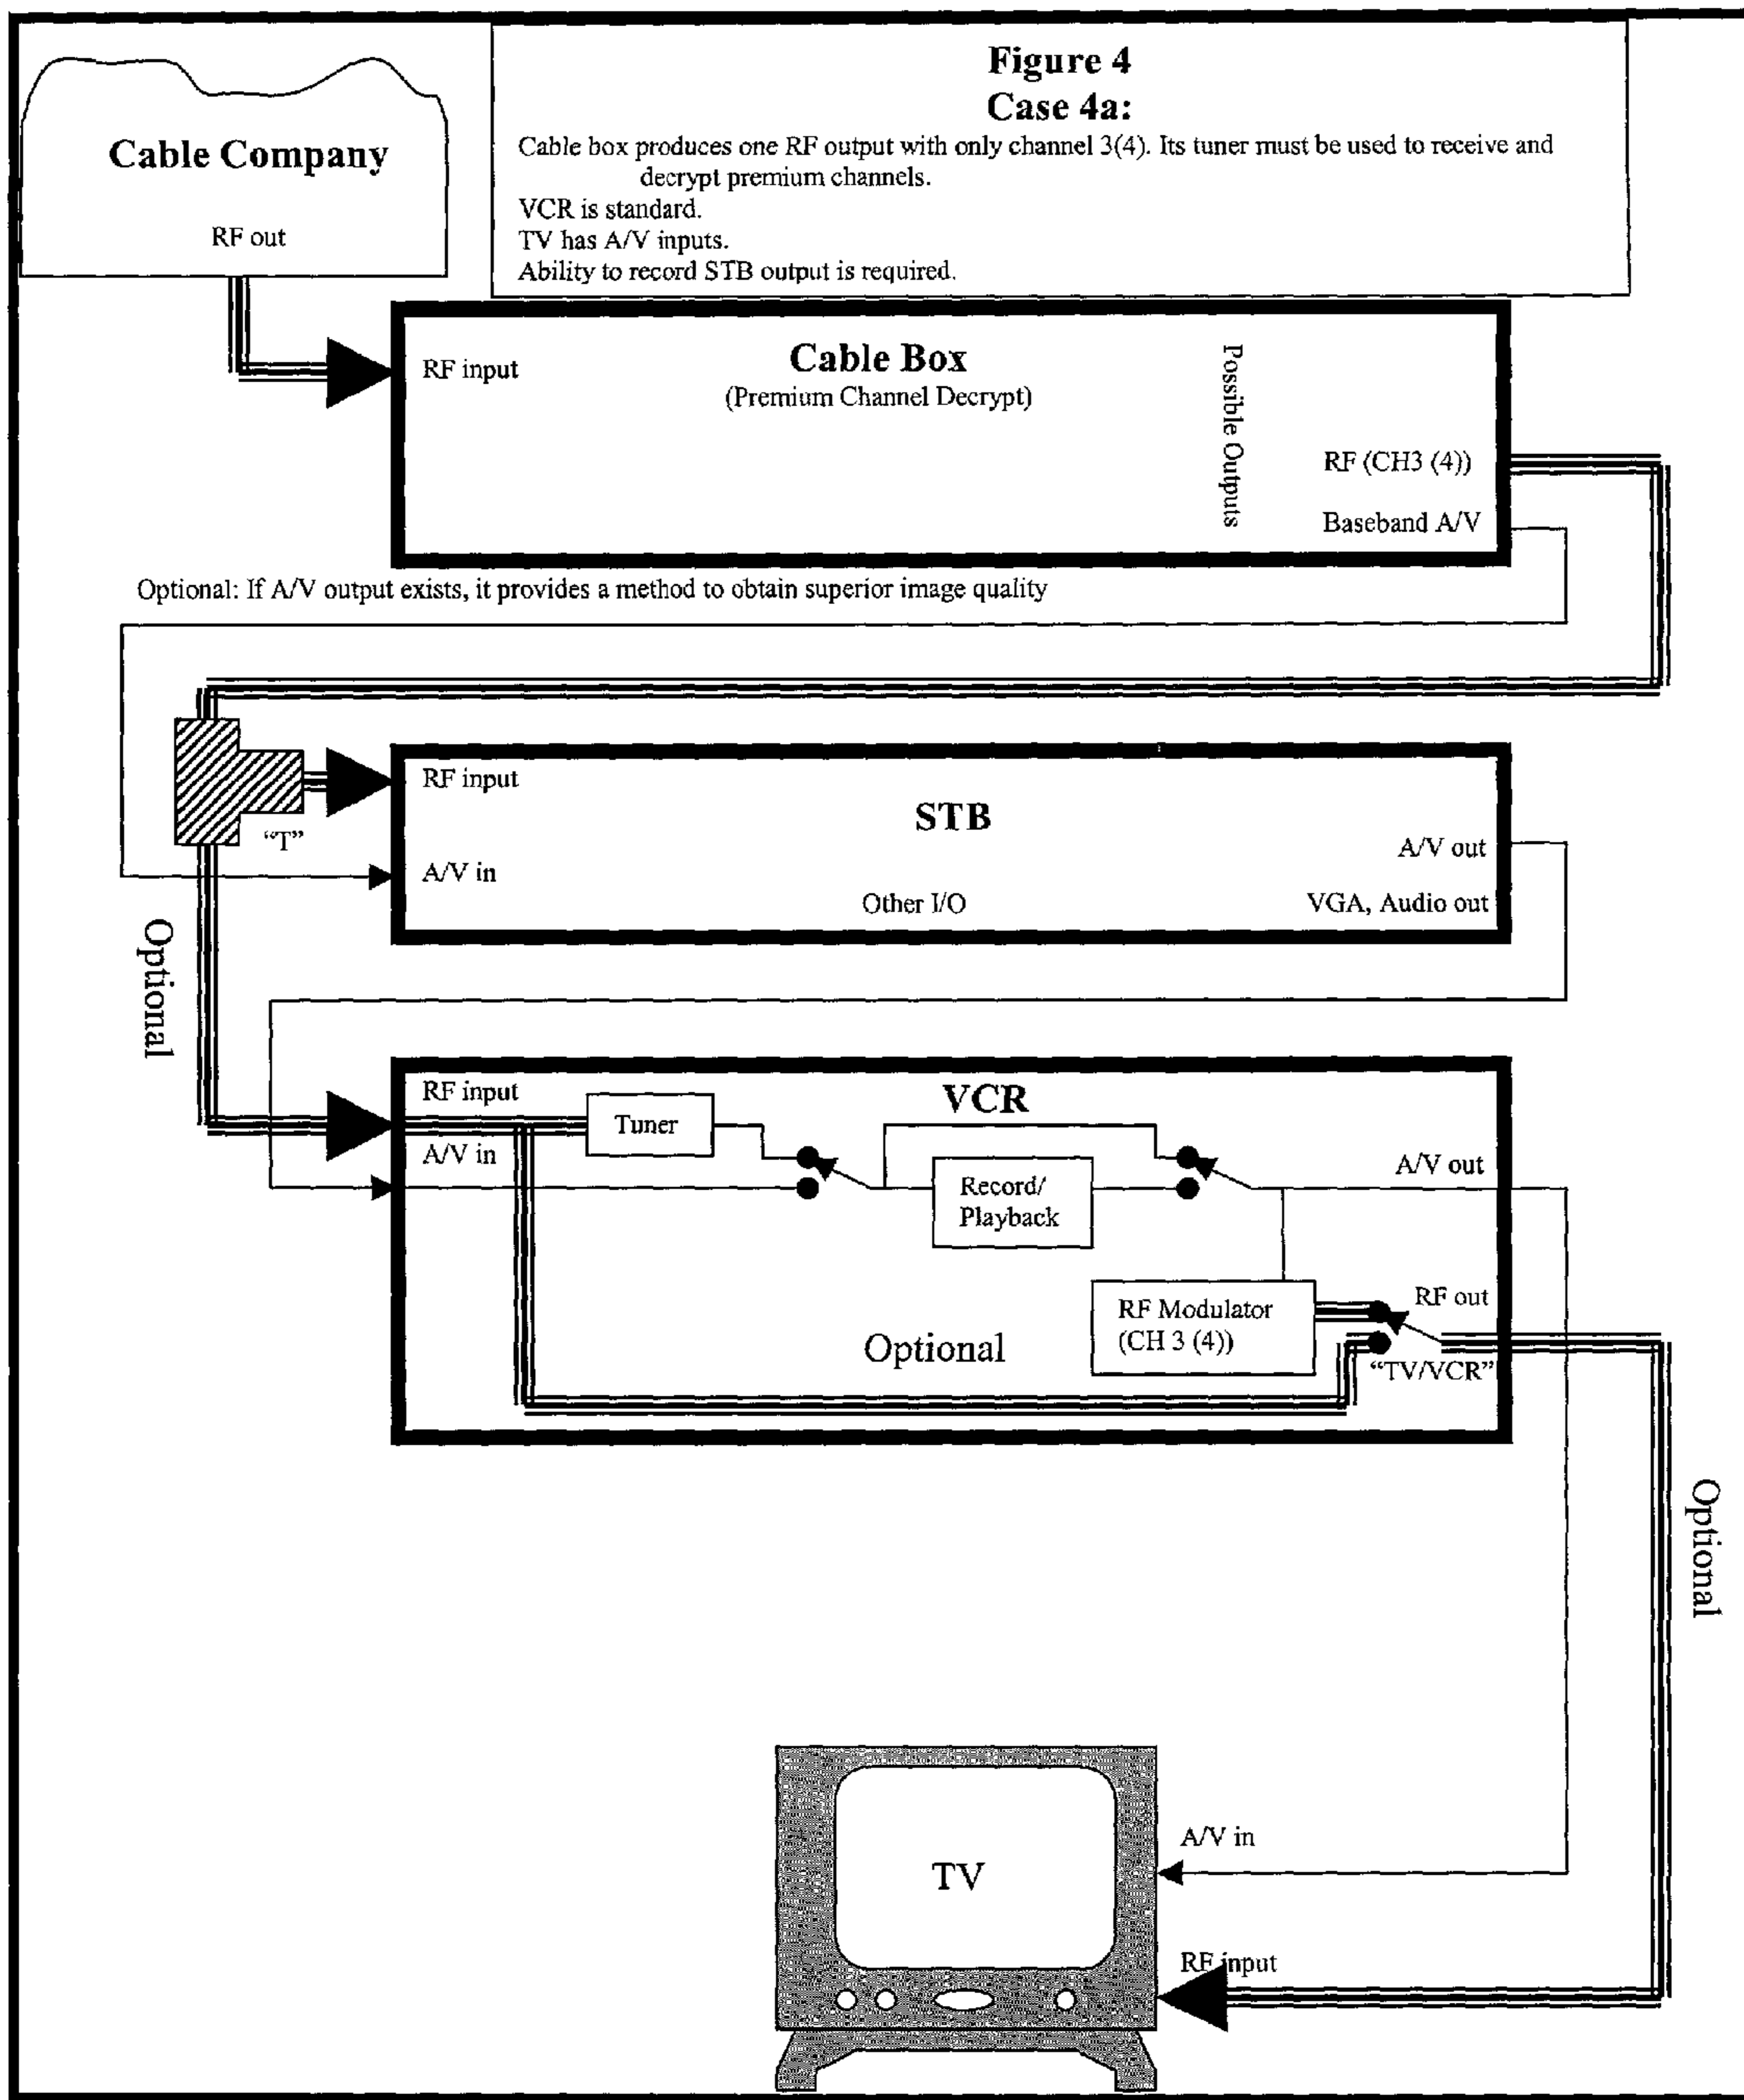 Figure 4
Case 4a:
Cable box produces one RF output with only channel 3(4). Its tuner must be used to receive and
decrypt premium channels.
VCR is standard.
TV has A/V inputs.
Ability to record STB output is required.
Cable Company
RF out
RF input
Cable Box
(Premium Channel Decrypt)
Possible Outputs
RF (CH3 (4))
Baseband A/V
Optional: If A/V output exists, it provides a method to obtain superior image quality
RF input
STB
"T"
A/V in
A/V out
Other I/O
VGA, Audio out
Optional
RF input
VCR
Tuner
A/V in
A/V out
Record/
Playback
RF Modulator
(CH 3 (4))
RF out
Optional
"TV/VCR"
Optional
A/V in
TV
RF input